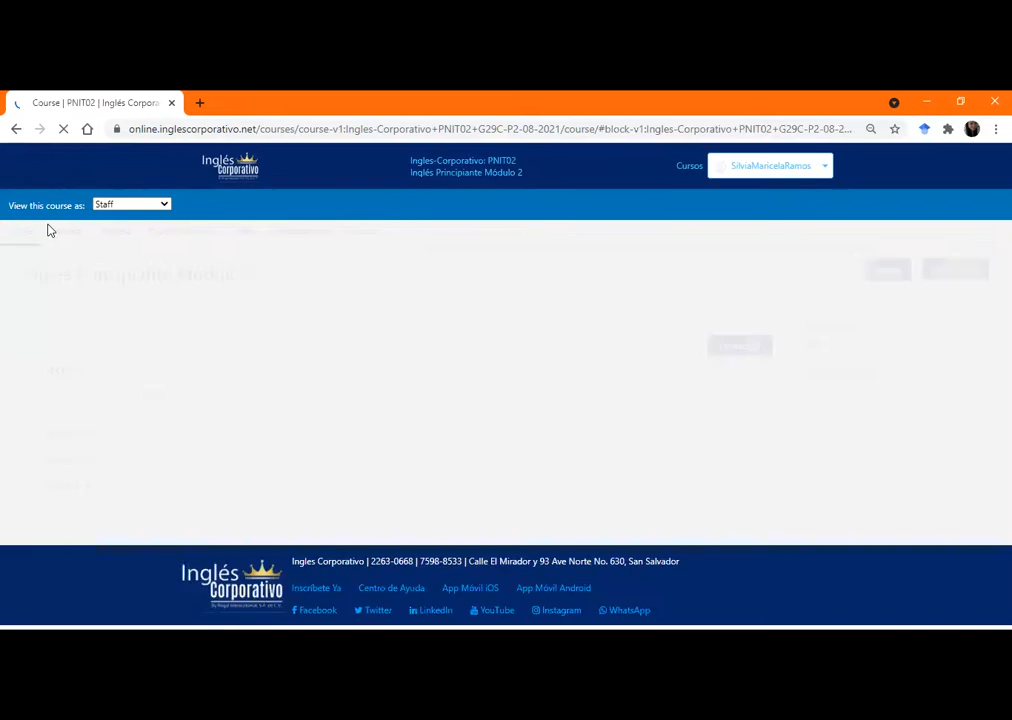 Course | PNIT02 | Inglés Corpora
online.inglescorporativo.net/courses/course-v1:Ingles-Corporativo+PNIT02+G29C-P2-08-2021/course/#block-v1:Ingles-Corporativo+PNIT02+G29C-P2-08-2...
Inglés Corporativo
Ingles-Corporativo: PNIT02
Inglés Principiante Módulo 2
Cursos
SilviaMaricelaRamos
View this course as: Staff
Inglés Corporativo
Ingles Corporativo | 2263-0668 | 7598-8533 | Calle El Mirador y 93 Ave Norte No. 630, San Salvador
Inscríbete Ya Centro de Ayuda App Móvil iOS App Móvil Android
Facebook Twitter LinkedIn YouTube Instagram WhatsApp